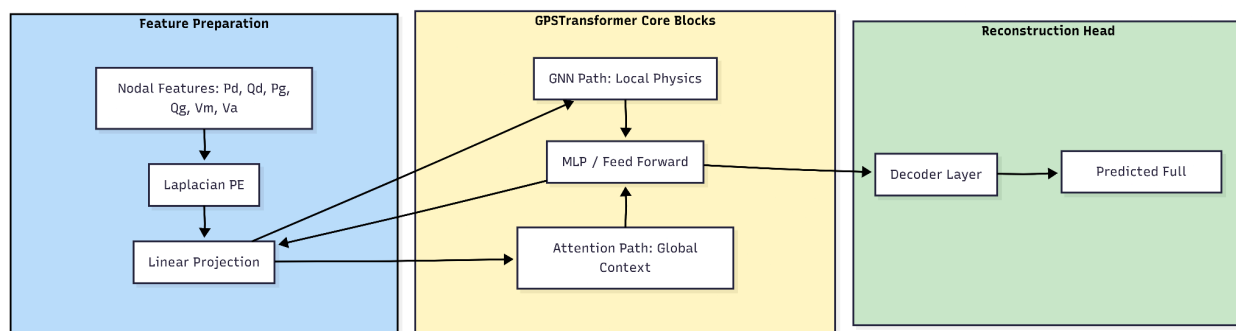 Feature Preparation
Nodal Features: Pd, Qd, Pg,
Qg, Vm, Va
Laplacian PE
Linear Projection
GPSTransformer Core Blocks
GNN Path: Local Physics
MLP / Feed Forward
Attention Path: Global
Context
Reconstruction Head
Decoder Layer
Predicted Full